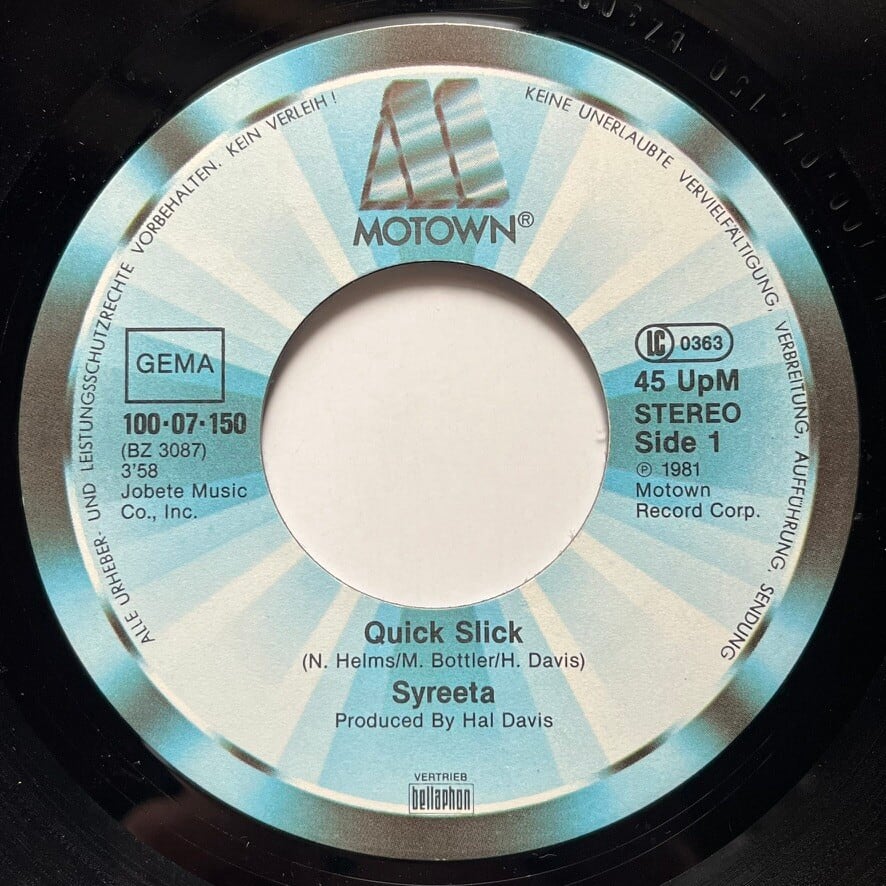 ALLE URHEBER- UND LEISTUNGSSCHUTZRECHTE VORBEHALTEN. KEIN VERLEIH!
KEINE UNERLAUBTE VERVIELFÄLTIGUNG, VERBREITUNG, AUFFÜHRUNG, SENDUNG
MOTOWN®
GEMA
100·07·150
(BZ 3087)
3'58
Jobete Music
Co., Inc.
LC 0363
45 UpM
STEREO
Side 1
℗ 1981
Motown
Record Corp.
Quick Slick
(N. Helms/M. Bottler/H. Davis)
Syreeta
Produced By Hal Davis
VERTRIEB
bellaphon